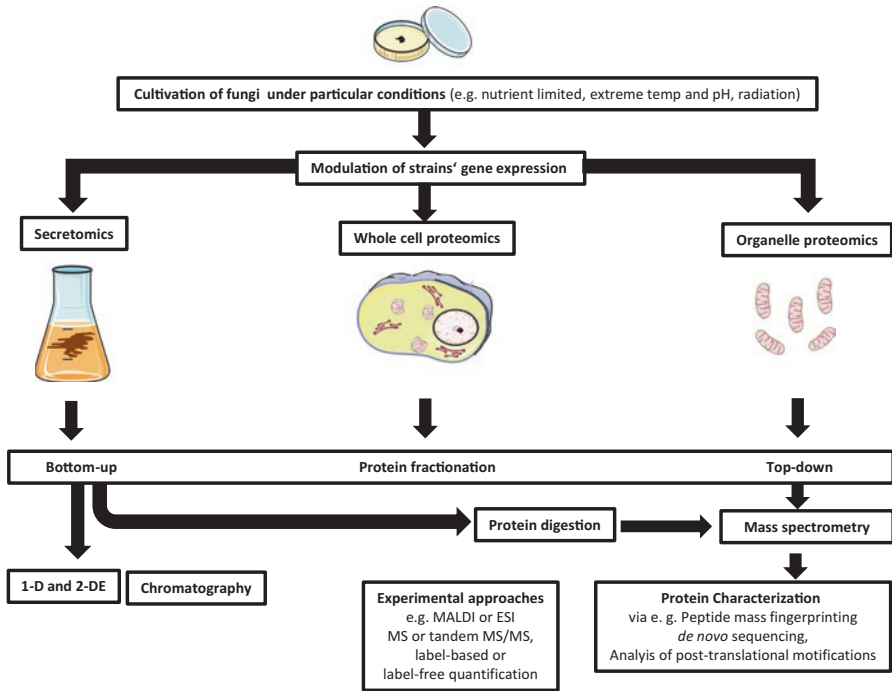 Cultivation of fungi under particular conditions (e.g. nutrient limited, extreme temp and pH, radiation)
Modulation of strains‘ gene expression
Secretomics
Whole cell proteomics
Organelle proteomics
Bottom-up
Protein fractionation
Top-down
Protein digestion
Mass spectrometry
1-D and 2-DE
Chromatography
Experimental approaches
e.g. MALDI or ESI
MS or tandem MS/MS,
label-based or
label-free quantification
Protein Characterization
via e. g. Peptide mass fingerprinting
de novo sequencing,
Analyis of post-translational motifications